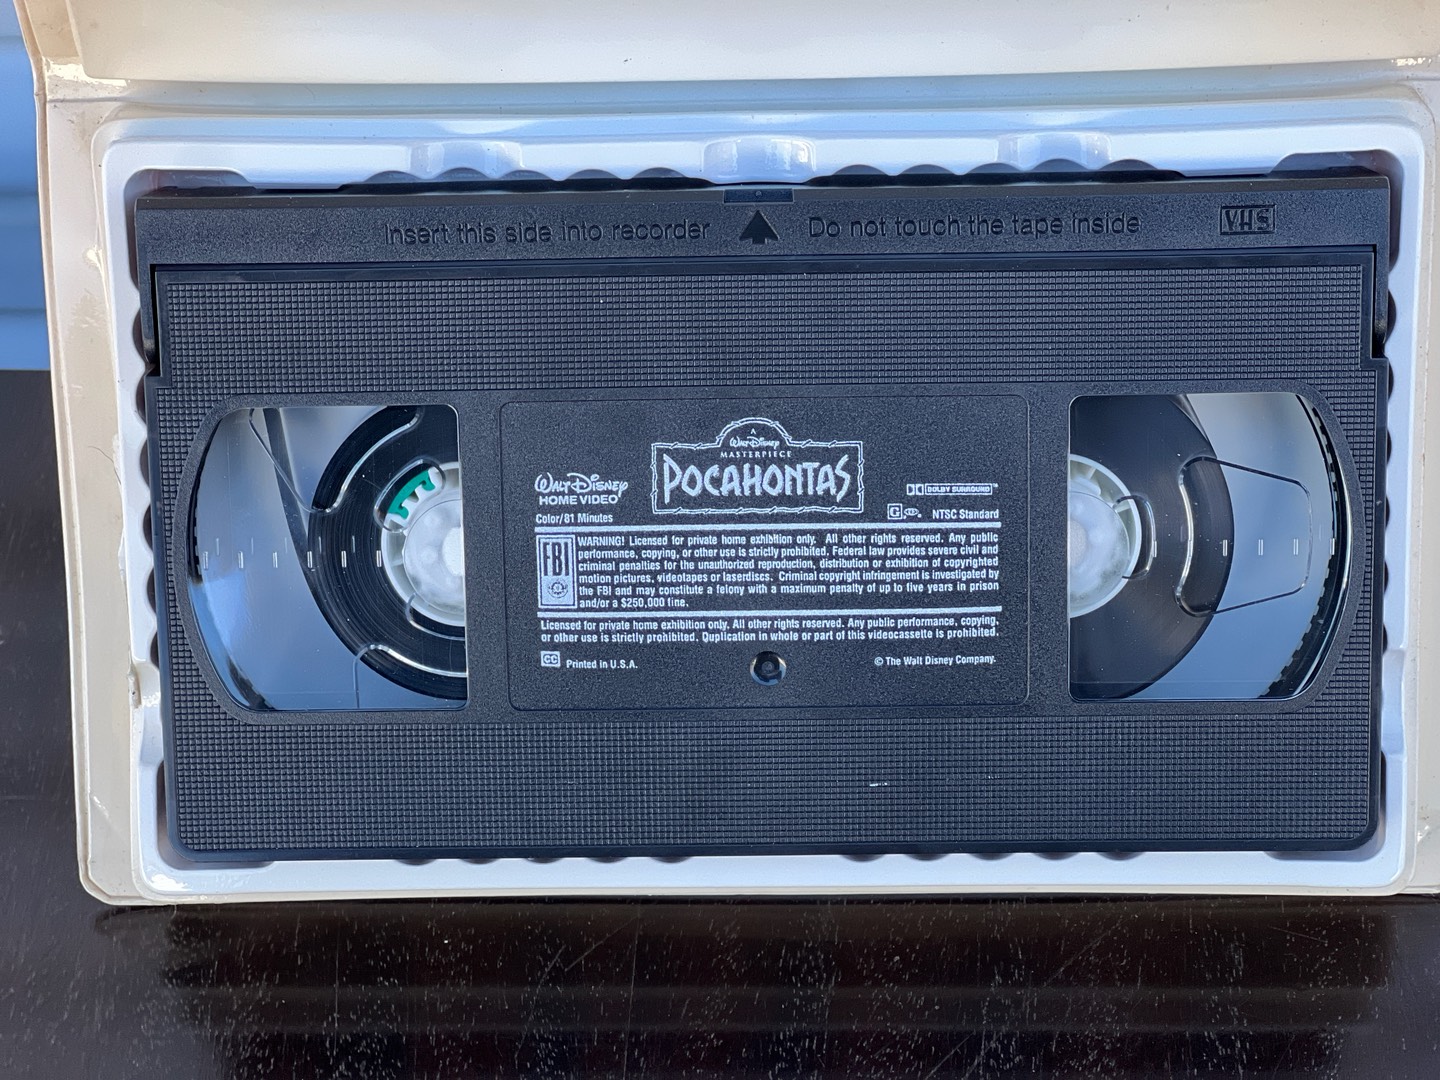 Insert this side into recorder Do not touch the tape inside VHS
A
Walt Disney
MASTERPIECE
POCAHONTAS
Walt Disney
HOME VIDEO
DOLBY SURROUND™
Color/81 Minutes
G NTSC Standard
FBI
WARNING! Licensed for private home exhibition only. All other rights reserved. Any public
performance, copying, or other use is strictly prohibited. Federal law provides severe civil and
criminal penalties for the unauthorized reproduction, distribution or exhibition of copyrighted
motion pictures, videotapes or laserdiscs. Criminal copyright infringement is investigated by
the FBI and may constitute a felony with a maximum penalty of up to five years in prison
and/or a $250,000 fine.
Licensed for private home exhibition only. All other rights reserved. Any public performance, copying,
or other use is strictly prohibited. Duplication in whole or part of this videocassette is prohibited.
CC Printed in U.S.A.
© The Walt Disney Company.